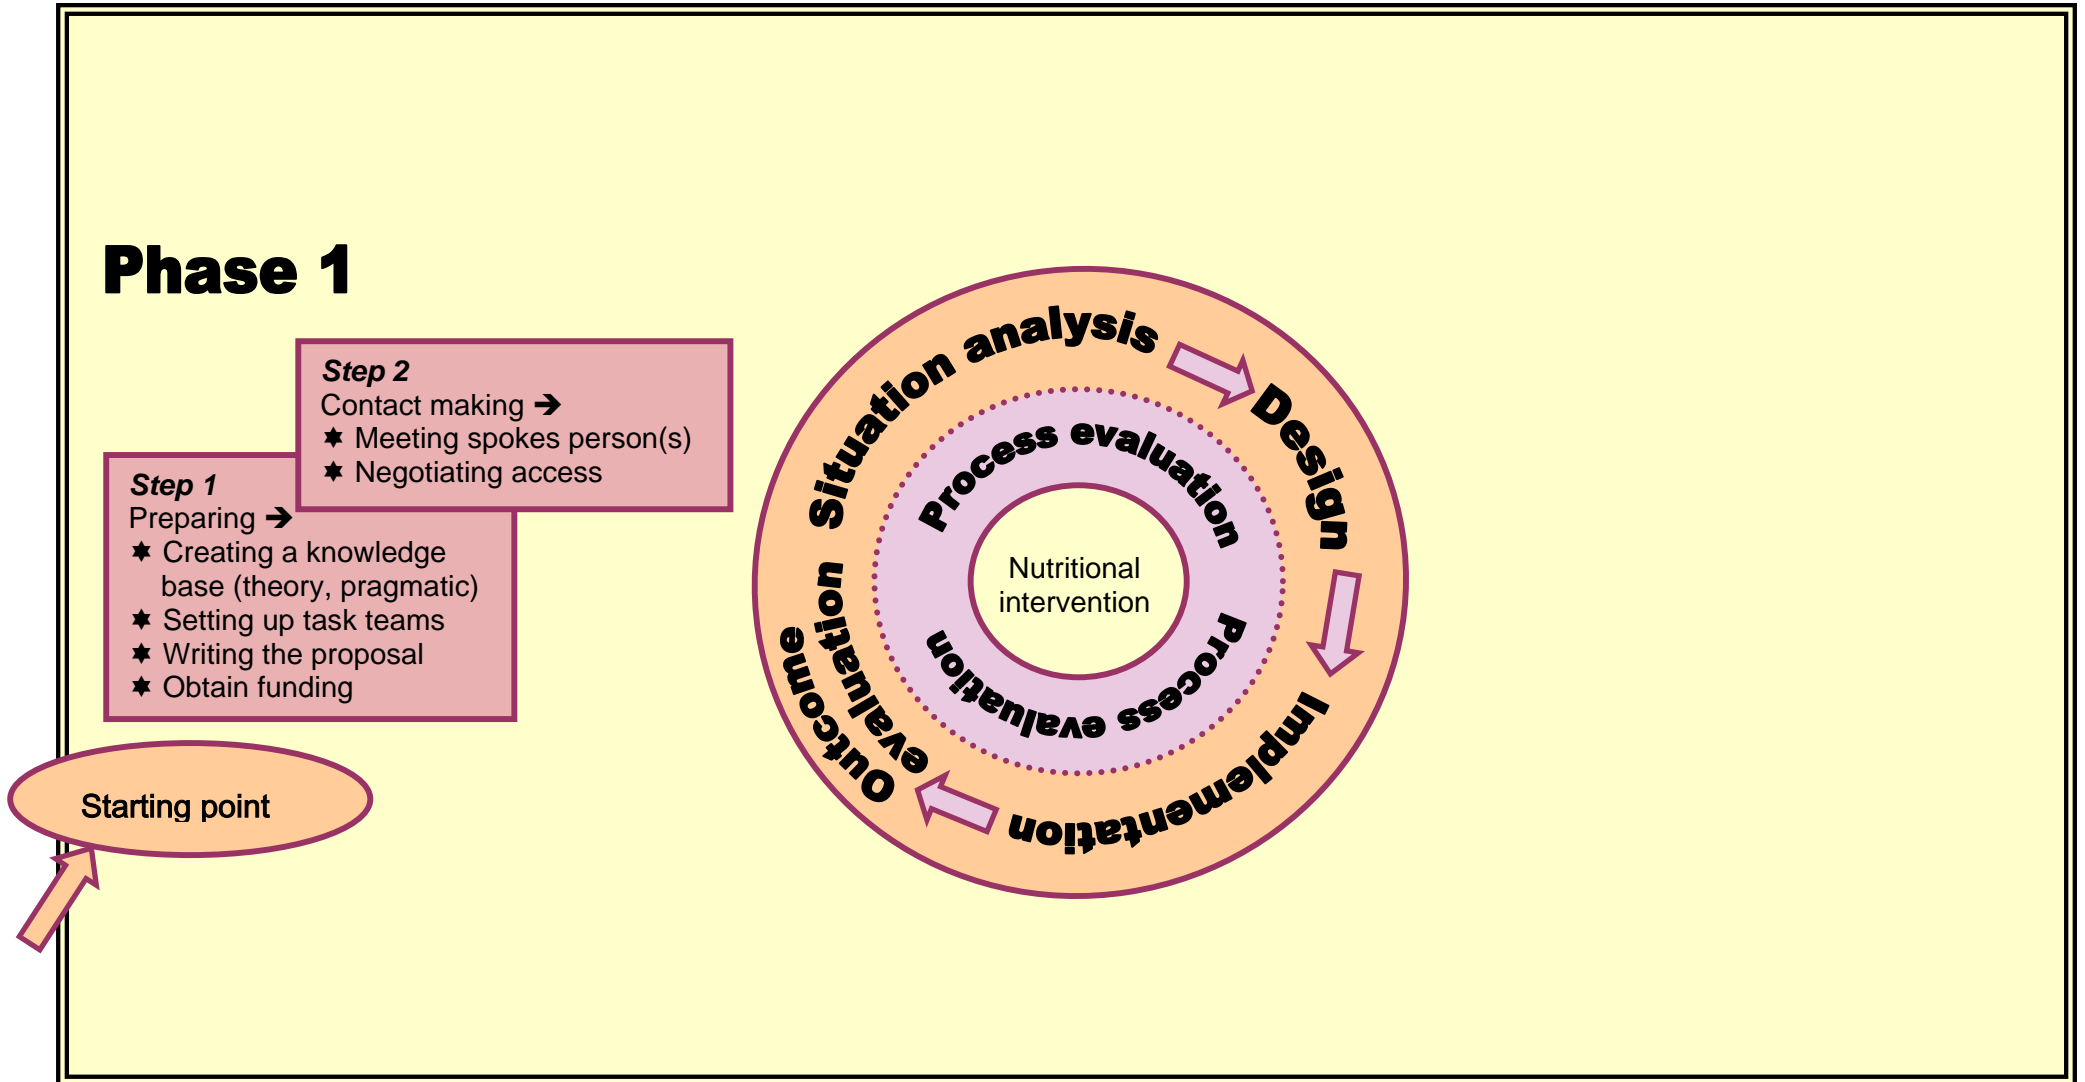 Phase 1
Step 2
Contact making ➔
✷ Meeting spokes person(s)
✷ Negotiating access
Step 1
Preparing ➔
✷ Creating a knowledge
base (theory, pragmatic)
✷ Setting up task teams
✷ Writing the proposal
✷ Obtain funding
Starting point
Situation analysis
Design
Implementation
Outcome
evaluation
Process evaluation
Process evaluation
Nutritional
intervention